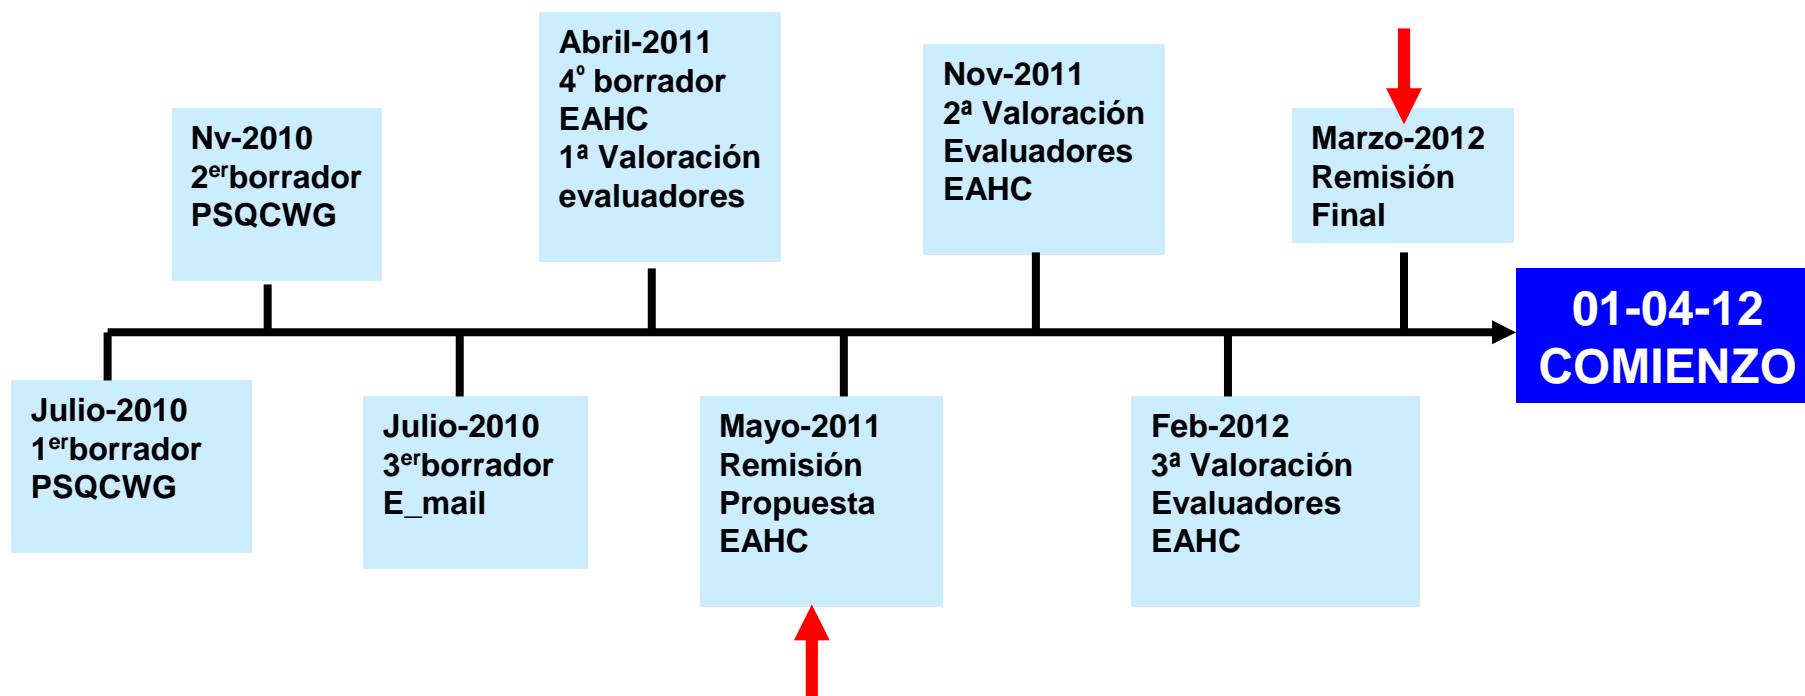 Abril-2011
4º borrador
EAHC
1ª Valoración
evaluadores
Nov-2011
2ª Valoración
Evaluadores
EAHC
Nv-2010
2erborrador
PSQCWG
Marzo-2012
Remisión
Final
01-04-12
COMIENZO
Julio-2010
1erborrador
PSQCWG
Julio-2010
3erborrador
E_mail
Mayo-2011
Remisión
Propuesta
EAHC
Feb-2012
3ª Valoración
Evaluadores
EAHC